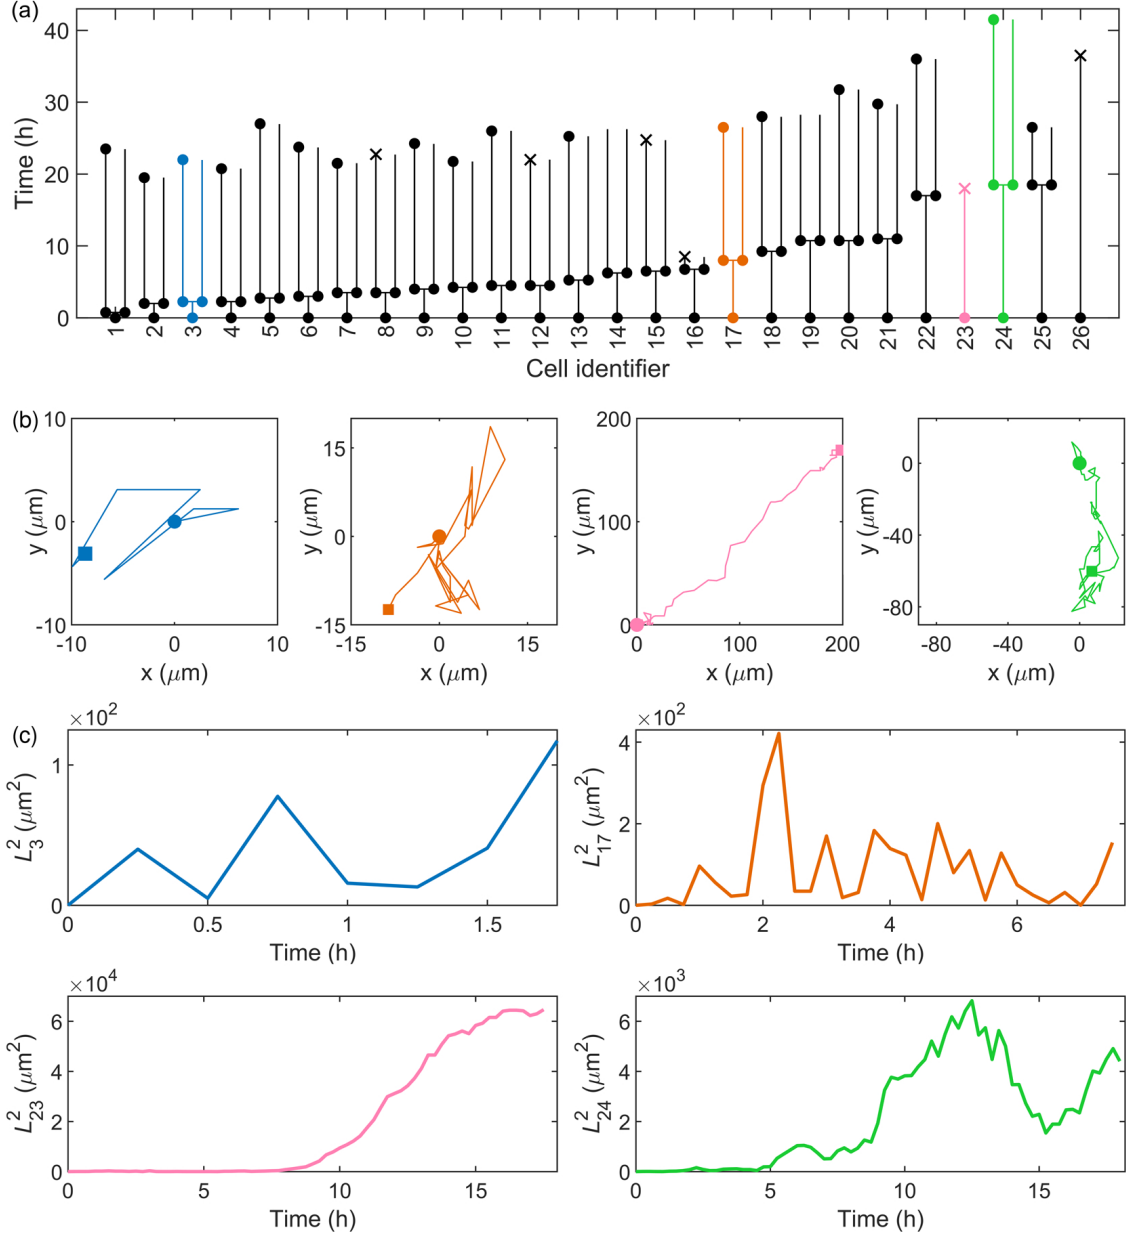 (a)
Time (h)
40
30
20
10
0
1 2 3 4 5 6 7 8 9 10 11 12 13 14 15 16 17 18 19 20 21 22 23 24 25 26
Cell identifier
(b)
y (μm)
10
0
-10
-10 0 10
x (μm)
y (μm)
15
0
-15
-15 0 15
x (μm)
y (μm)
200
100
0
0 100 200
x (μm)
y (μm)
0
-40
-80
-80 -40 0
x (μm)
(c)
×10²
L²₃ (μm²)
1
0
0 0.5 1 1.5
Time (h)
×10²
L²₁₇ (μm²)
4
2
0
0 2 4 6
Time (h)
×10⁴
L²₂₃ (μm²)
6
4
2
0
0 5 10 15
Time (h)
×10³
L²₂₄ (μm²)
6
4
2
0
0 5 10 15
Time (h)